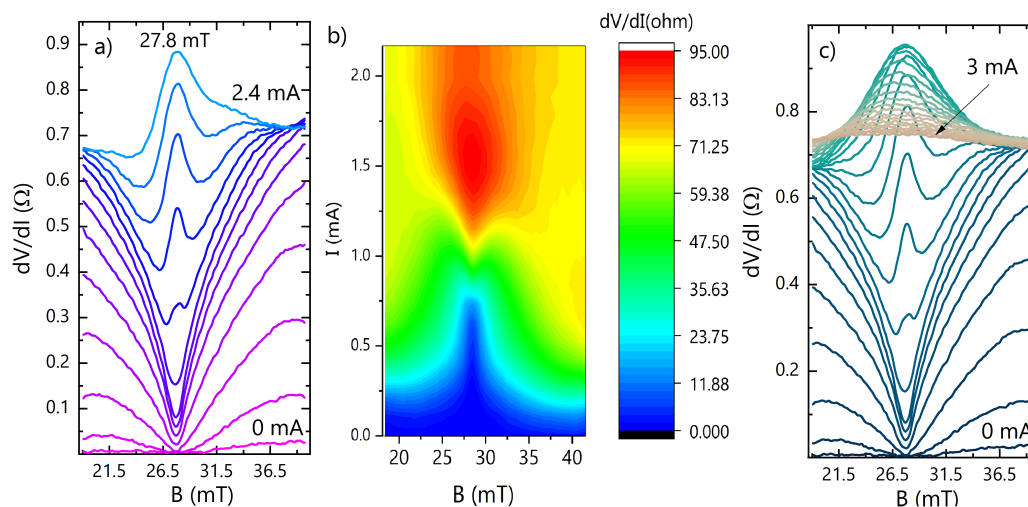 a)
27.8 mT
2.4 mA
0 mA
0.9
0.8
0.7
0.6
0.5
0.4
0.3
0.2
0.1
dV/dI (Ω)
21.5 26.5 31.5 36.5
B (mT)
b)
2.0
1.5
1.0
0.5
0.0
I (mA)
20 30 40
B (mT)
dV/dI(ohm)
95.00
83.13
71.25
59.38
47.50
35.63
23.75
11.88
0.000
c)
3 mA
0 mA
0.8
0.6
0.4
0.2
dV/dI (Ω)
21.5 26.5 31.5 36.5
B (mT)